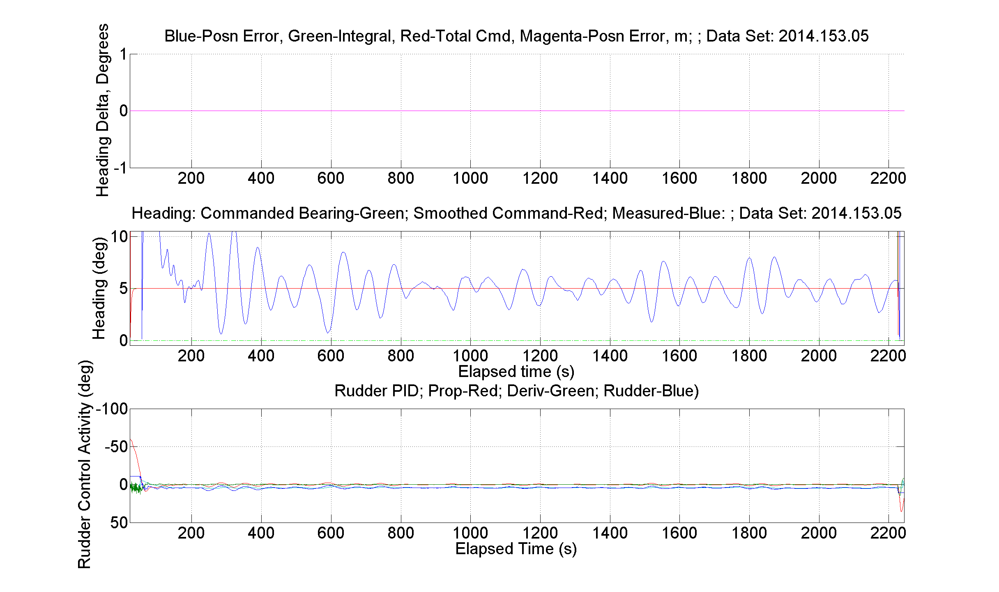 Blue-Posn Error, Green-Integral, Red-Total Cmd, Magenta-Posn Error, m; ; Data Set: 2014.153.05
Heading Delta, Degrees
1
0
-1
200 400 600 800 1000 1200 1400 1600 1800 2000 2200
Heading: Commanded Bearing-Green; Smoothed Command-Red; Measured-Blue: ; Data Set: 2014.153.05
Heading (deg)
10
5
0
200 400 600 800 1000 1200 1400 1600 1800 2000 2200
Elapsed time (s)
Rudder PID; Prop-Red; Deriv-Green; Rudder-Blue)
Rudder Control Activity (deg)
-100
-50
0
50
200 400 600 800 1000 1200 1400 1600 1800 2000 2200
Elapsed Time (s)